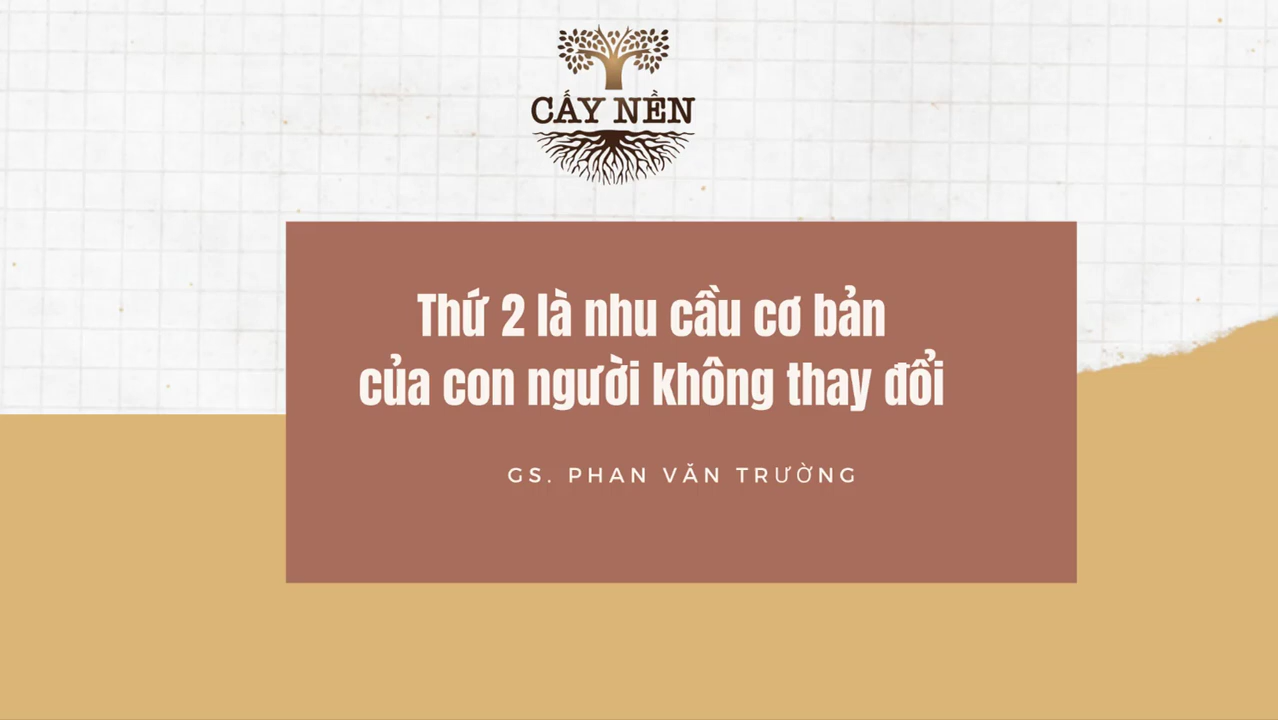 CẤY NỀN
Thứ 2 là nhu cầu cơ bản
của con người không thay đổi
GS. PHAN VĂN TRƯỜNG